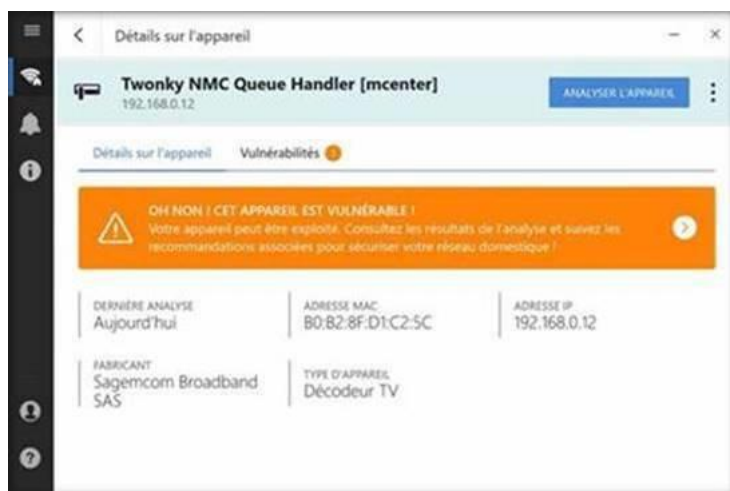 Détails sur l'appareil
Twonky NMC Queue Handler [mcenter]
192.168.0.12
ANALYSER L'APPAREIL
Détails sur l'appareil
Vulnérabilités
OH NON ! CET APPAREIL EST VULNÉRABLE !
Votre appareil peut être exploité. Consultez les résultats de l'analyse et suivez les
recommandations associées pour sécuriser votre réseau domestique !
DERNIÈRE ANALYSE
Aujourd'hui
ADRESSE MAC
B0:B2:8F:D1:C2:5C
ADRESSE IP
192.168.0.12
FABRICANT
Sagemcom Broadband
SAS
TYPE D'APPAREIL
Décodeur TV